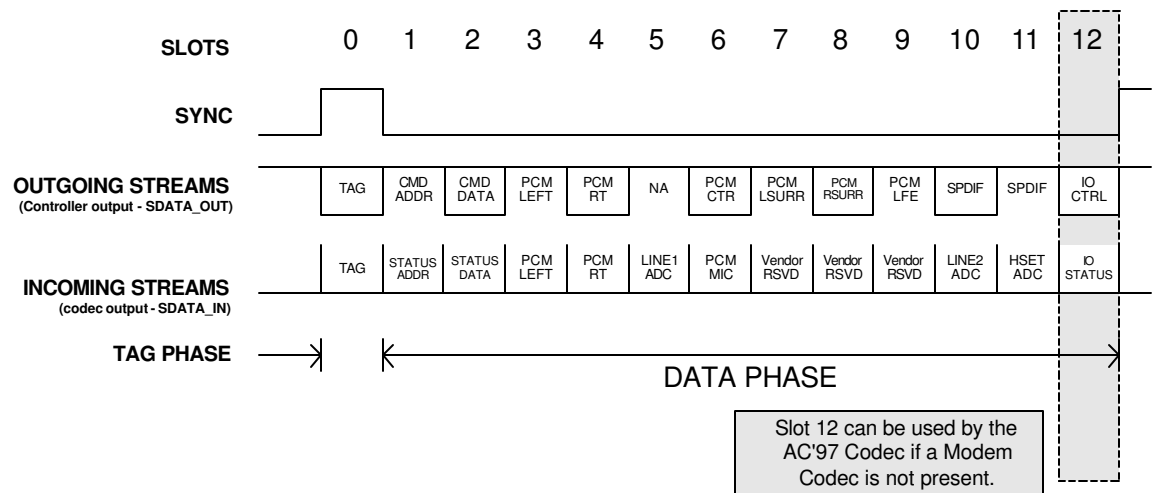 SLOTS 0 1 2 3 4 5 6 7 8 9 10 11 12
SYNC
OUTGOING STREAMS
(Controller output - SDATA_OUT)
TAG
CMD
ADDR
CMD
DATA
PCM
LEFT
PCM
RT
NA
PCM
CTR
PCM
LSURR
PCM
RSURR
PCM
LFE
SPDIF
SPDIF
IO
CTRL
INCOMING STREAMS
(codec output - SDATA_IN)
TAG
STATUS
ADDR
STATUS
DATA
PCM
LEFT
PCM
RT
LINE1
ADC
PCM
MIC
Vendor
RSVD
Vendor
RSVD
Vendor
RSVD
LINE2
ADC
HSET
ADC
IO
STATUS
TAG PHASE
DATA PHASE
Slot 12 can be used by the
AC'97 Codec if a Modem
Codec is not present.